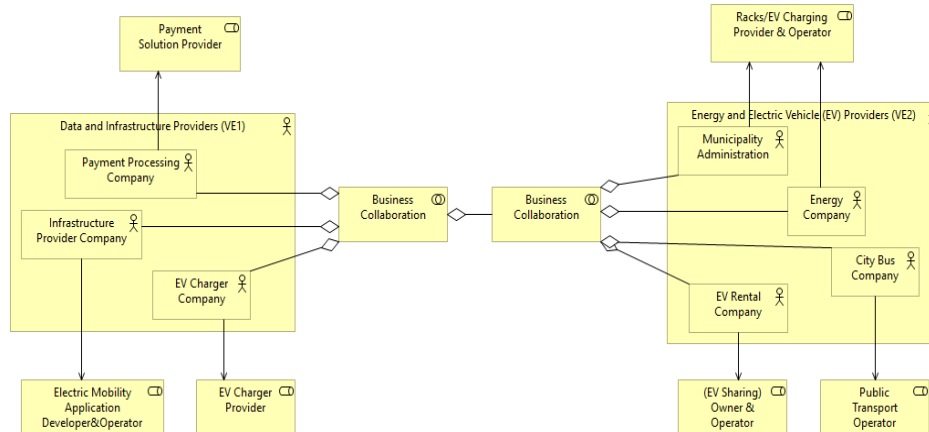 Payment
Solution Provider
Racks/EV Charging
Provider & Operator
Data and Infrastructure Providers (VE1)
Energy and Electric Vehicle (EV) Providers (VE2)
Payment Processing
Company
Municipality
Administration
Infrastructure
Provider Company
Business
Collaboration
Business
Collaboration
Energy
Company
EV Charger
Company
City Bus
Company
EV Rental
Company
Electric Mobility
Application
Developer&Operator
EV Charger
Provider
(EV Sharing)
Owner &
Operator
Public
Transport
Operator